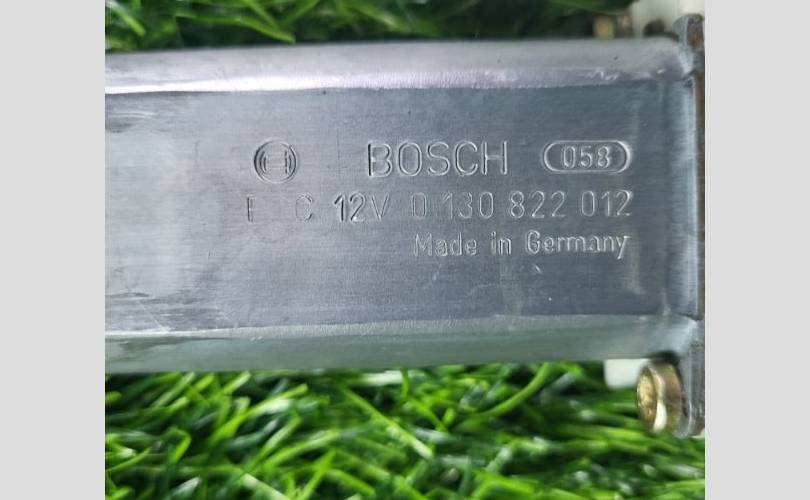 BOSCH 058
C 12V 0 130 822 012
Made in Germany